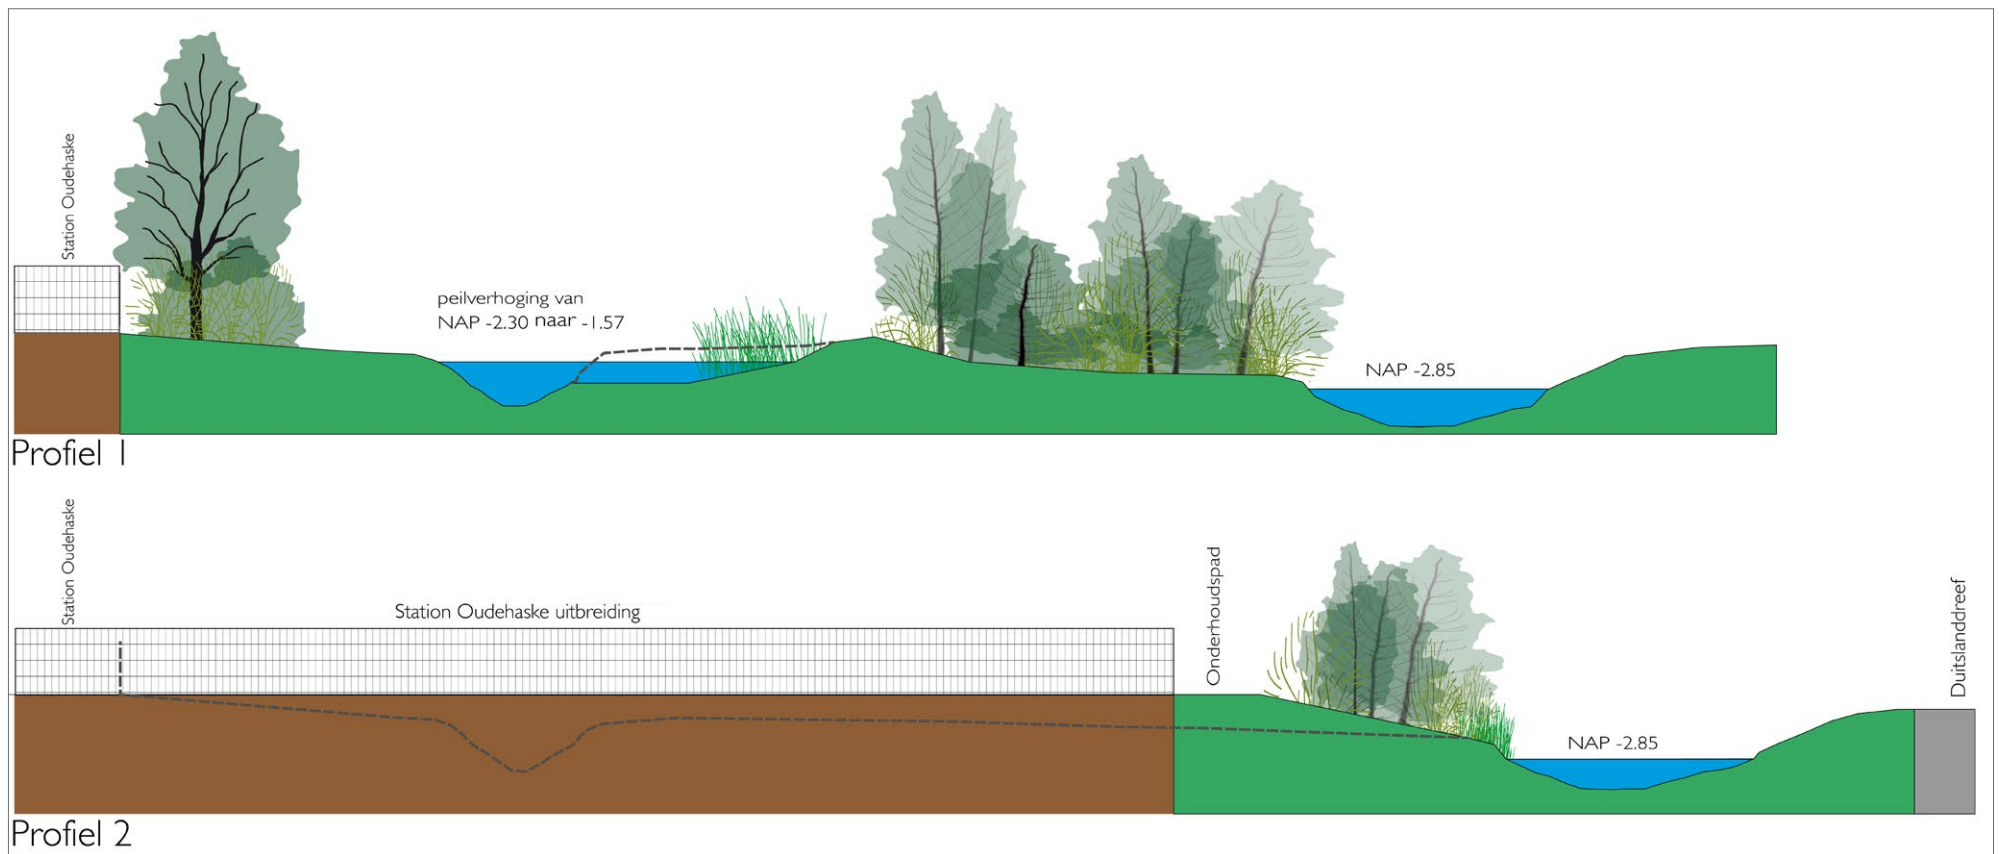 Station Oudehaske
peilverhoging van
NAP -2.30 naar -1.57
NAP -2.85
Profiel 1
Station Oudehaske
Station Oudehaske uitbreiding
Onderhoudspad
NAP -2.85
Duitslanddreef
Profiel 2